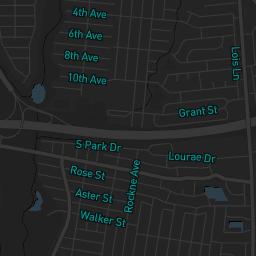 4th Ave
6th Ave
8th Ave
10th Ave
Lois Ln
Grant St
S Park Dr
Lourae Dr
Rose St
Rockne Ave
Aster St
Walker St